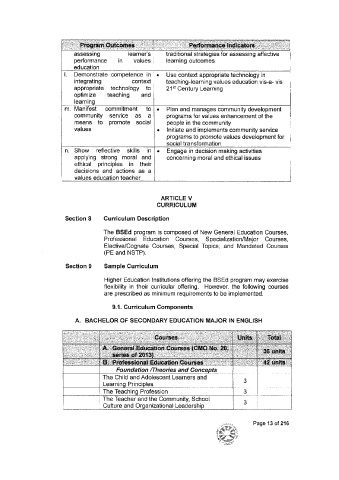 Program Outcomes Performance Indicators
assessing learner's
performance in values
education
traditional strategies for assessing affective
learning outcomes
l. Demonstrate competence in
integrating context
appropriate technology to
optimize teaching and
learning
• Use context appropriate technology in
teaching-learning values education vis-a- vis
21st Century Learning
m. Manifest commitment to
community service as a
means to promote social
values
• Plan and manages community development
programs for values enhancement of the
people in the community
• Initiate and implements community service
programs to promote values development for
social transformation
n. Show reflective skills in
applying strong moral and
ethical principles in their
decisions and actions as a
values education teacher
• Engage in decision making activities
concerning moral and ethical issues
ARTICLE V
CURRICULUM
Section 8 Curriculum Description
The BSEd program is composed of New General Education Courses,
Professional Education Courses, Specialization/Major Courses,
Elective/Cognate Courses, Special Topics, and Mandated Courses
(PE and NSTP).
Section 9 Sample Curriculum
Higher Education Institutions offering the BSEd program may exercise
flexibility in their curricular offering. However, the following courses
are prescribed as minimum requirements to be implemented.
9.1. Curriculum Components
A. BACHELOR OF SECONDARY EDUCATION MAJOR IN ENGLISH
Courses Units Total
A. General Education Courses (CMO No. 20,
series of 2013) 36 units
B. Professional Education Courses 42 units
Foundation /Theories and Concepts
The Child and Adolescent Learners and
Learning Principles 3
The Teaching Profession 3
The Teacher and the Community, School
Culture and Organizational Leadership 3
Page 13 of 216